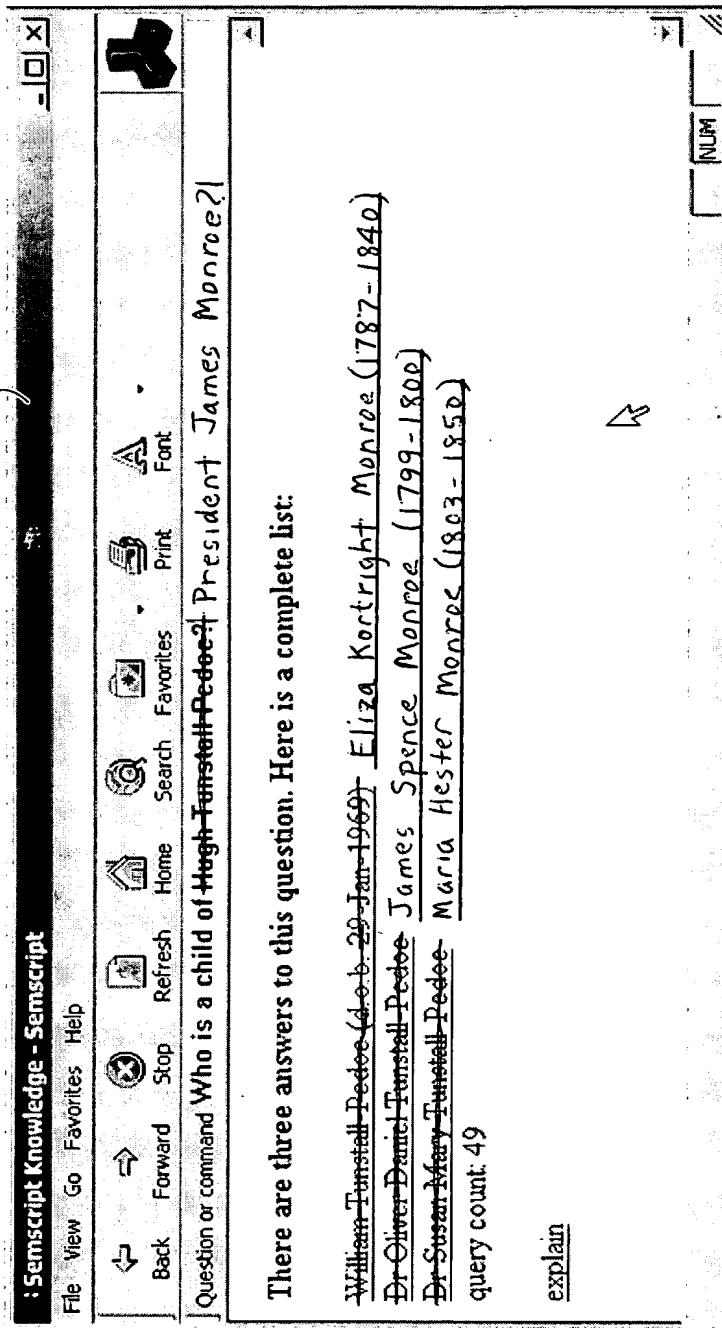 : Semscript Knowledge - Semscript
File View Go Favorites Help
Back Forward Stop Refresh Home Search Favorites Print Font
Question or command Who is a child of Hugh Tunstall-Pedoe?| President James Monroe?|
There are three answers to this question. Here is a complete list:
William Tunstall-Pedoe (d.o.b. 29-Jan-1969) Eliza Kortright Monroe (1787-1840)
Dr Oliver Daniel Tunstall-Pedoe James Spence Monroe (1799-1800)
Dr Susan Mary Tunstall-Pedoe Maria Hester Monroe (1803-1850)
query count: 49
explain
NUM